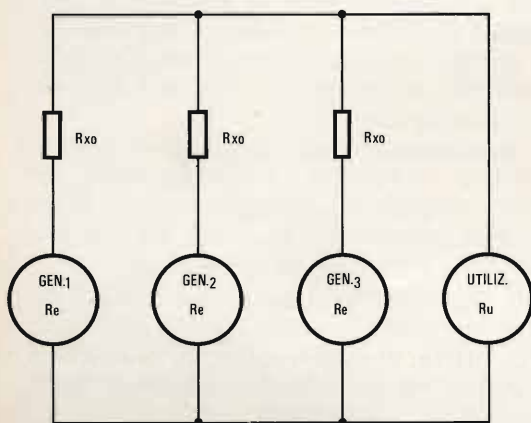 Rxo
Rxo
Rxo
GEN.1
Re
GEN.2
Re
GEN.3
Re
UTILIZ.
Ru